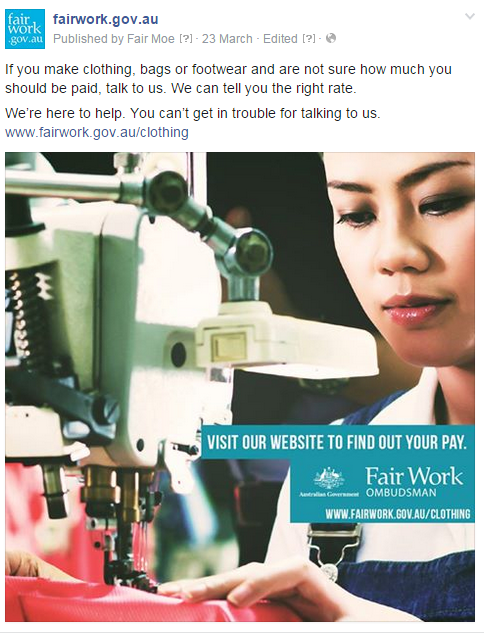 fair
work
.gov.au
fairwork.gov.au
Published by Fair Moe [?] · 23 March · Edited [?] ·
If you make clothing, bags or footwear and are not sure how much you
should be paid, talk to us. We can tell you the right rate.
We're here to help. You can't get in trouble for talking to us.
www.fairwork.gov.au/clothing
VISIT OUR WEBSITE TO FIND OUT YOUR PAY.
Australian Government
Fair Work
OMBUDSMAN
WWW.FAIRWORK.GOV.AU/CLOTHING